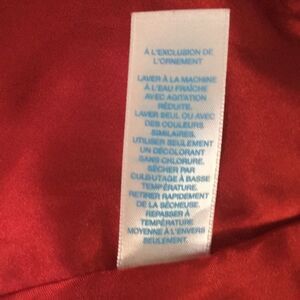 À L'EXCLUSION DE
L'ORNEMENT
LAVER À LA MACHINE
À L'EAU FRAÎCHE
AVEC AGITATION
RÉDUITE.
LAVER SEUL OU AVEC
DES COULEURS
SIMILAIRES.
UTILISER SEULEMENT
UN DÉCOLORANT
SANS CHLORURE.
SÉCHER PAR
CULBUTAGE À BASSE
TEMPÉRATURE.
RETIRER RAPIDEMENT
DE LA SÉCHEUSE.
REPASSER À
TEMPÉRATURE
MOYENNE À L'ENVERS
SEULEMENT.